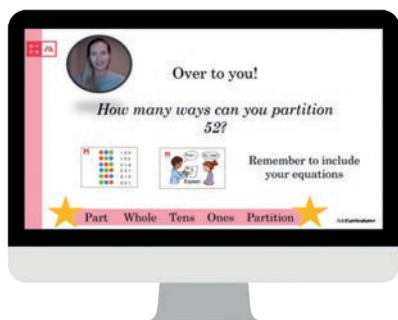 Over to you!
How many ways can you partition
52?
Explain
Remember to include
your equations
Part Whole Tens Ones Partition